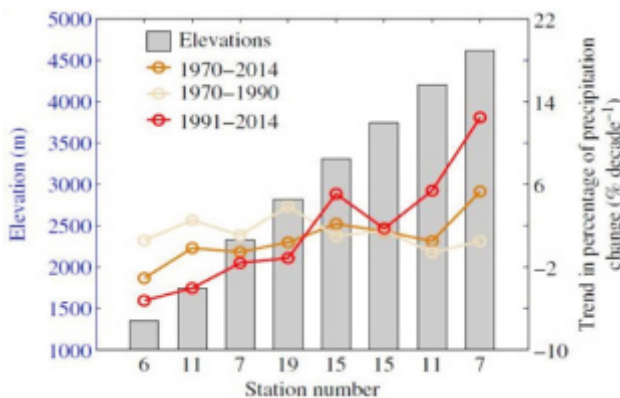 5000
4500
4000
3500
3000
2500
2000
1500
1000
Elevation (m)
Elevations
1970−2014
1970−1990
1991−2014
22
14
6
−2
−10
Trend in percentage of precipitation
change (% decade⁻¹)
6 11 7 19 15 15 11 7
Station number